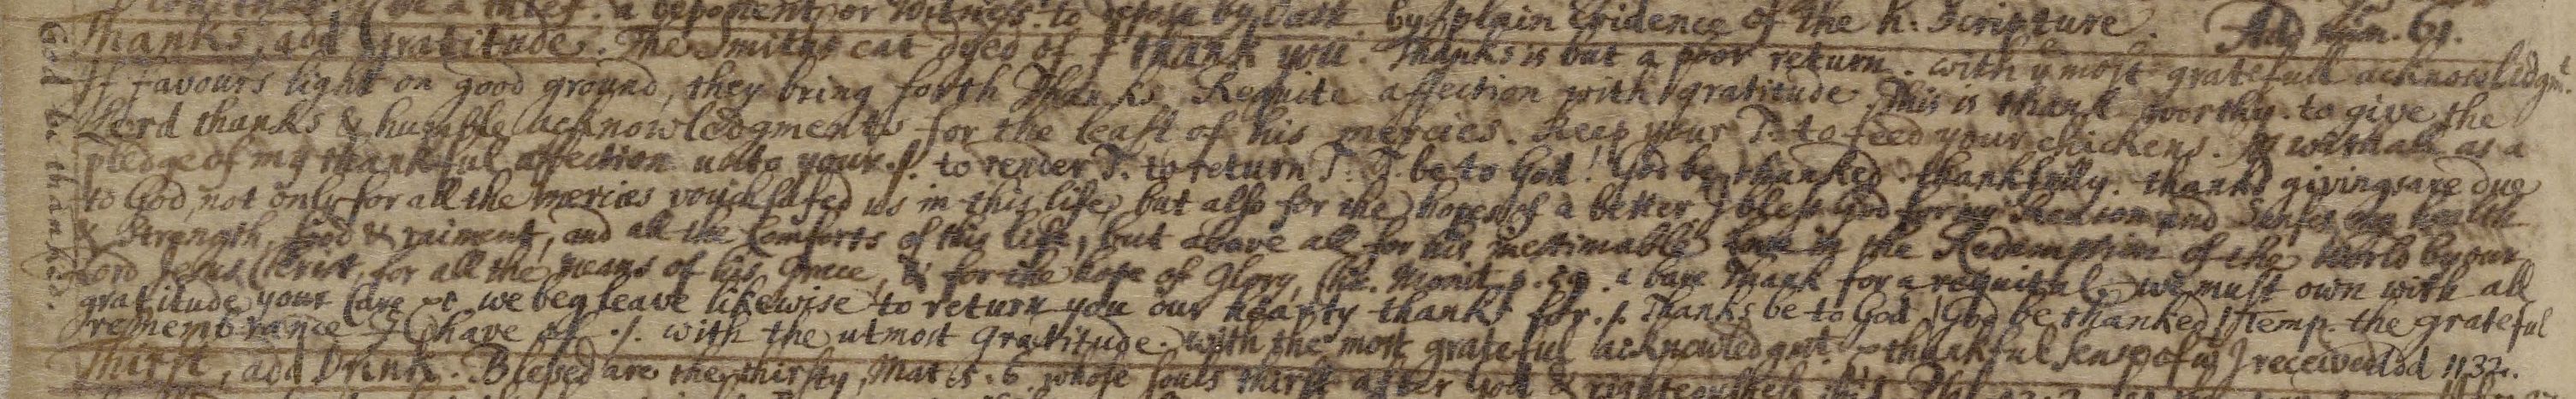 a deponent or witness. to depose by Oath. by plain Evidence of the h. Scripture. Add
Thanks, add Gratitude. The Smiths cat dyed of I thank you. Thanks is but a poor return. with ye most gratefull acknowledgmt.
If favours light on good ground, they bring forth Thanks. Requite affection with gratitude. This is thank worthy. to give the
Lord thanks & humble acknowledgments for the least of his mercies. Keep your T. to feed your chickens. withall as a
pledge of my thankful affection unto your ./. to render T. to return T. T. be to God! God be thanked. thankfully. thanksgivings are due
to God, not only for all the mercies vouchsafed us in this life, but also for the hopes of a better. I bless God for my Reason and Senses my health
& Strength, food & raiment, and all the Comforts of this life, but above all for his inestimable love in the Redemption of the world by our
Lord Jesus Christ, for all the means of his Grace, & for the hope of Glory, Monit. p. a bare Thank for a requital. we must own with all
gratitude your Care we beg leave likewise to return you our hearty thanks for ./. Thanks be to God! God be thanked! Temp. the grateful
remembrance I have of ./. with the utmost Gratitude. with the most grateful acknowledgmt. thankful sense of I received 1132.
Thirst, add Drink. Blessed are the thirsty, Mat. 5. 6. whose souls thirst after God & righteousness
God be thanked.